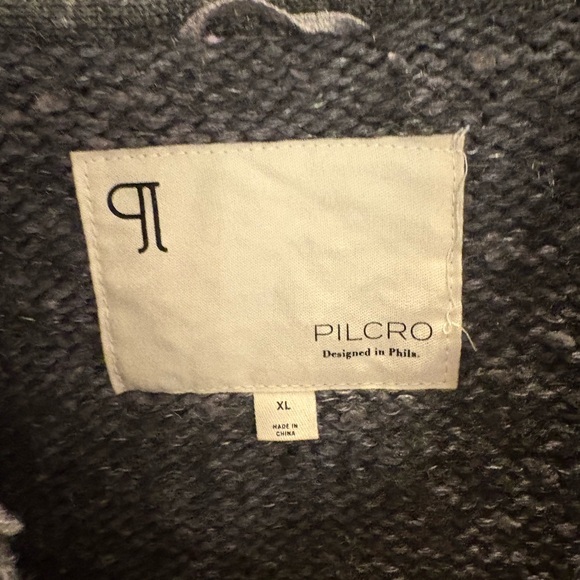 PILCRO
Designed in Phila.
XL
MADE IN
CHINA